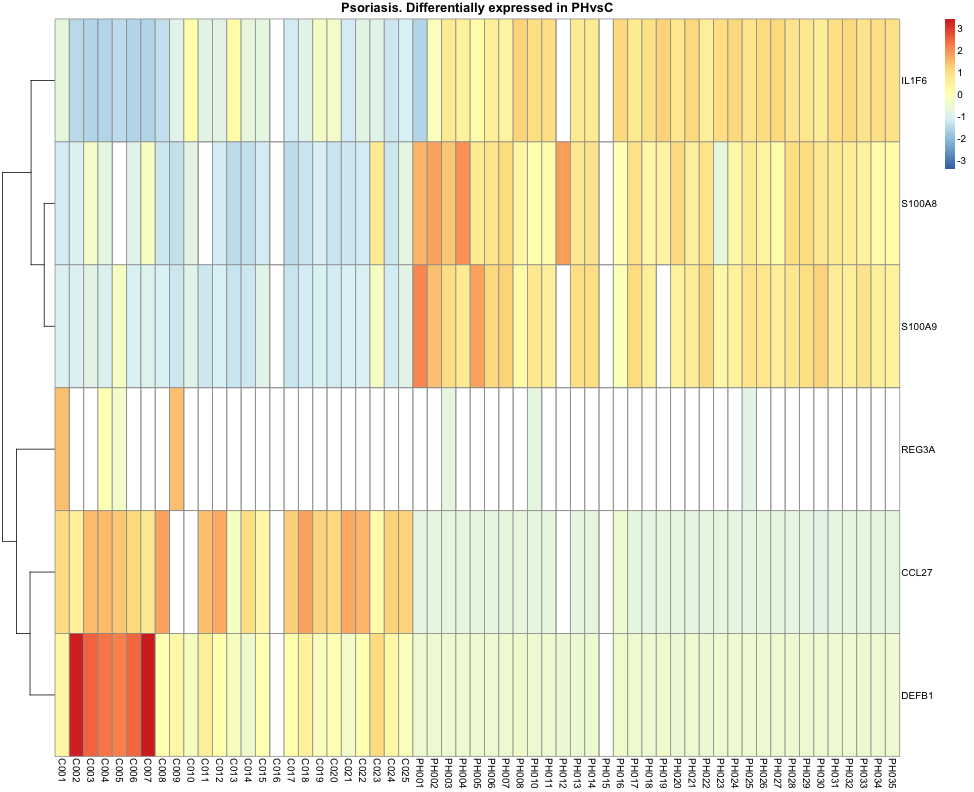 Psoriasis. Differentially expressed in PHvsC
3
2
1
0
-1
-2
-3
IL1F6
S100A8
S100A9
REG3A
CCL27
DEFB1
C001
C002
C003
C004
C005
C006
C007
C008
C009
C010
C011
C012
C013
C014
C015
C016
C017
C018
C019
C020
C021
C022
C023
C024
C025
PH001
PH002
PH003
PH004
PH005
PH006
PH007
PH008
PH010
PH011
PH012
PH013
PH014
PH015
PH016
PH017
PH018
PH019
PH020
PH021
PH022
PH023
PH024
PH025
PH026
PH027
PH028
PH029
PH030
PH031
PH032
PH033
PH034
PH035